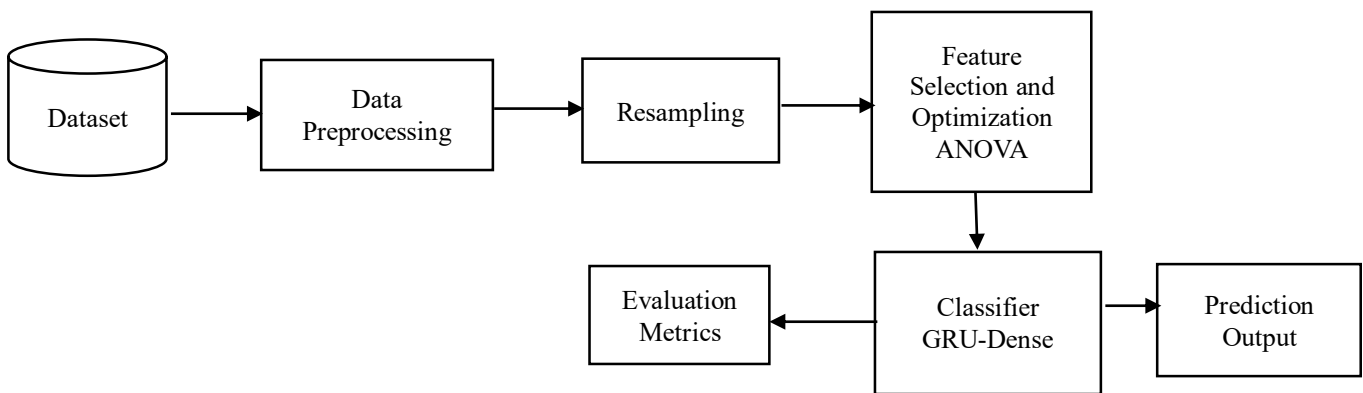 Dataset
Data
Preprocessing
Resampling
Feature
Selection and
Optimization
ANOVA
Evaluation
Metrics
Classifier
GRU-Dense
Prediction
Output